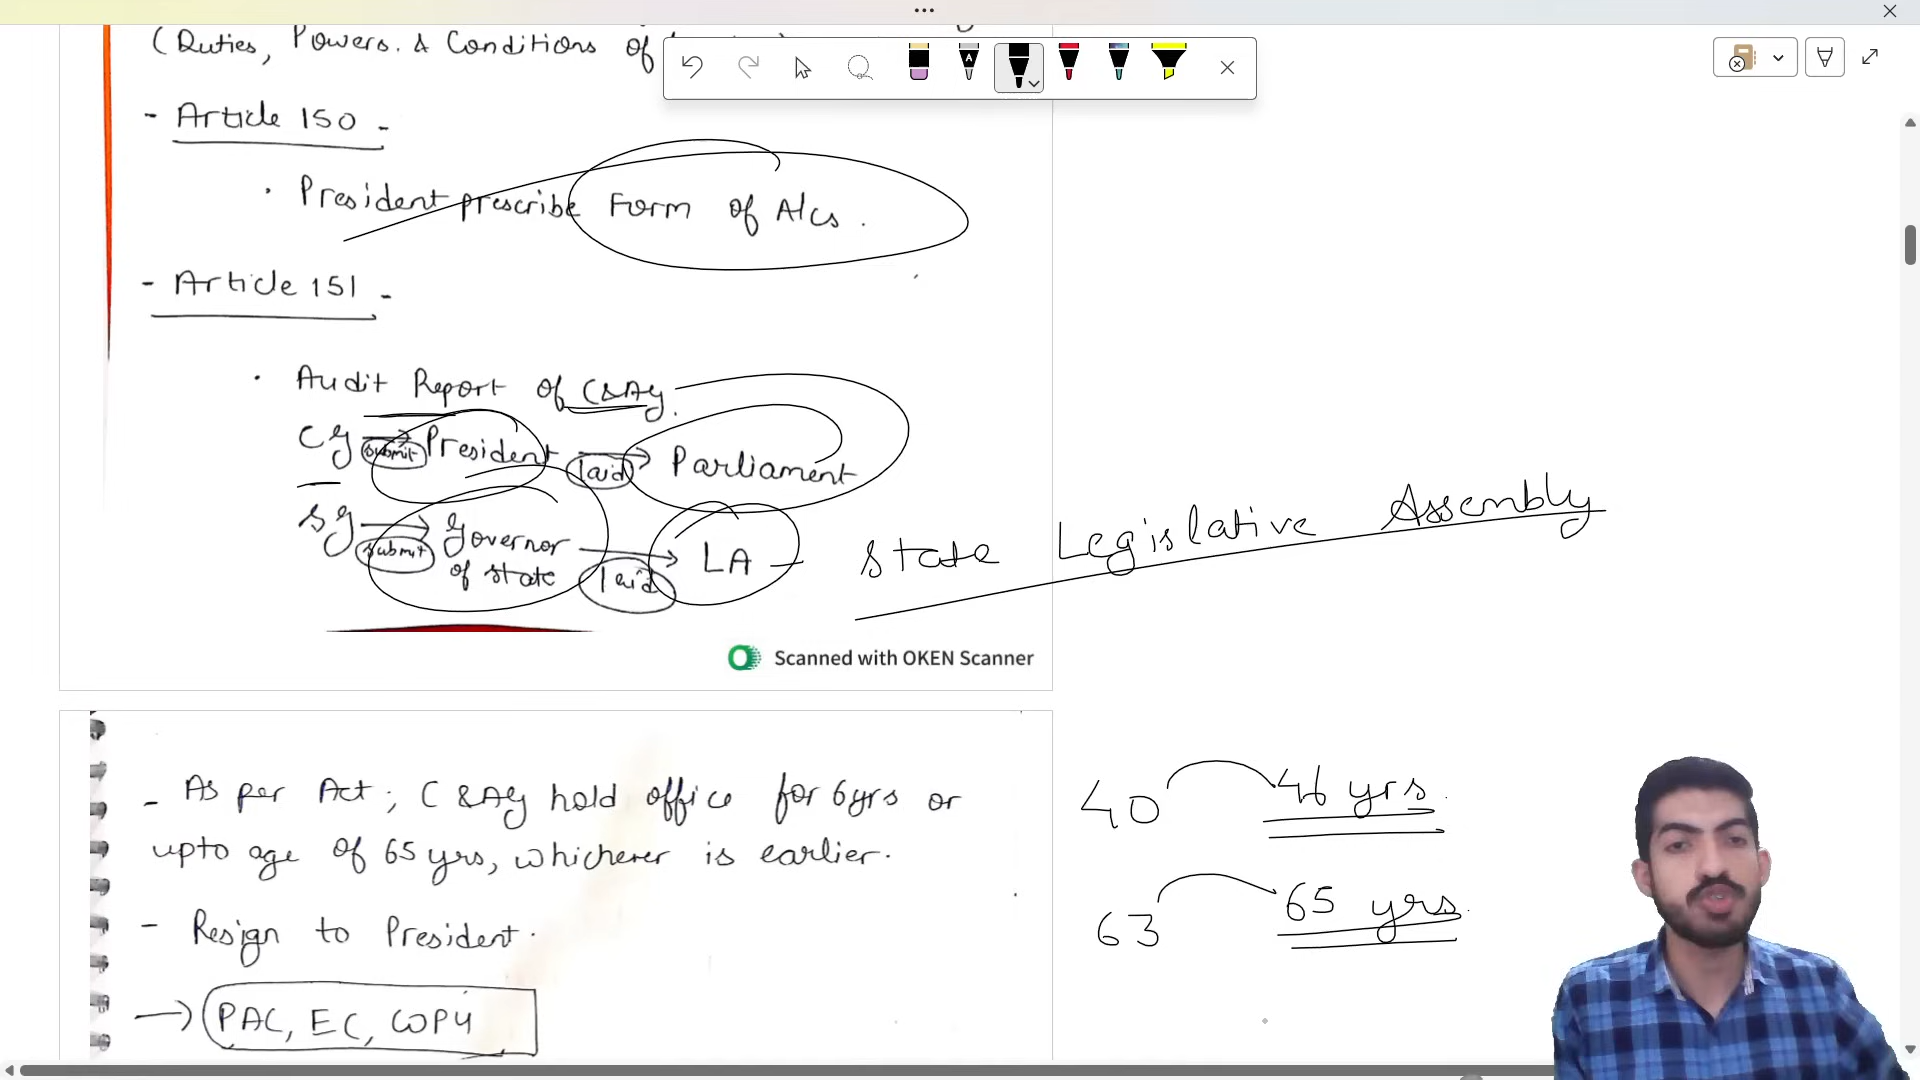 (Duties, Powers. & Conditions of
- Article 150 -
· President prescribe Form of A/cs.
- Article 151 -
· Audit Report of C&AG.
CG submit President laid Parliament
SG submit Governor of state laid LA - State Legislative Assembly
Scanned with OKEN Scanner
- As per Act; C&AG hold office for 6yrs or
upto age of 65 yrs, whichever is earlier.
40 46 yrs.
63 65 yrs.
- Resign to President.
→ PAC, EC, COPU